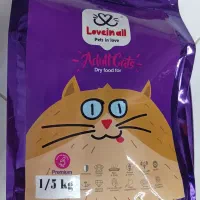 Loveinall
Pets in love
Adult Cats
Dry food for
Premium
1/5 kg